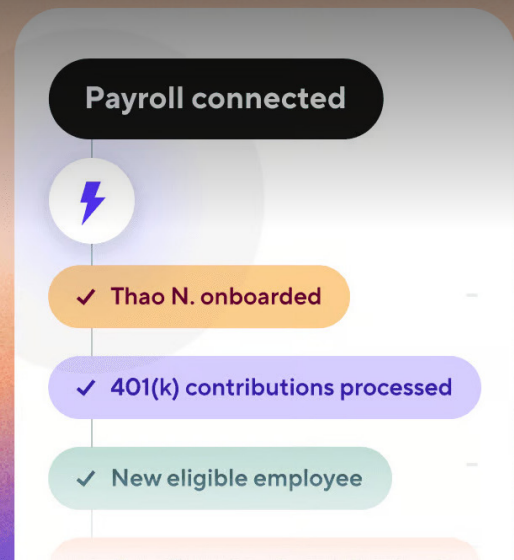 Payroll connected
Thao N. onboarded
401(k) contributions processed
New eligible employee